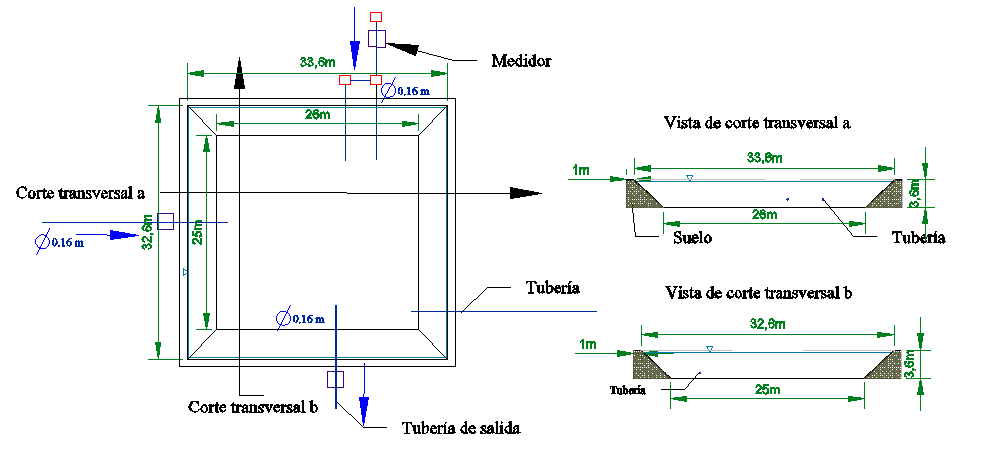 33,6m
Medidor
0,16 m
26m
Vista de corte transversal a
33,6m
1m
3,6m
26m
Suelo
Tubería
Corte transversal a
32,6m
25m
0,16 m
Tubería
0,16 m
Vista de corte transversal b
32,6m
1m
3,6m
Tubería
25m
Corte transversal b
Tubería de salida